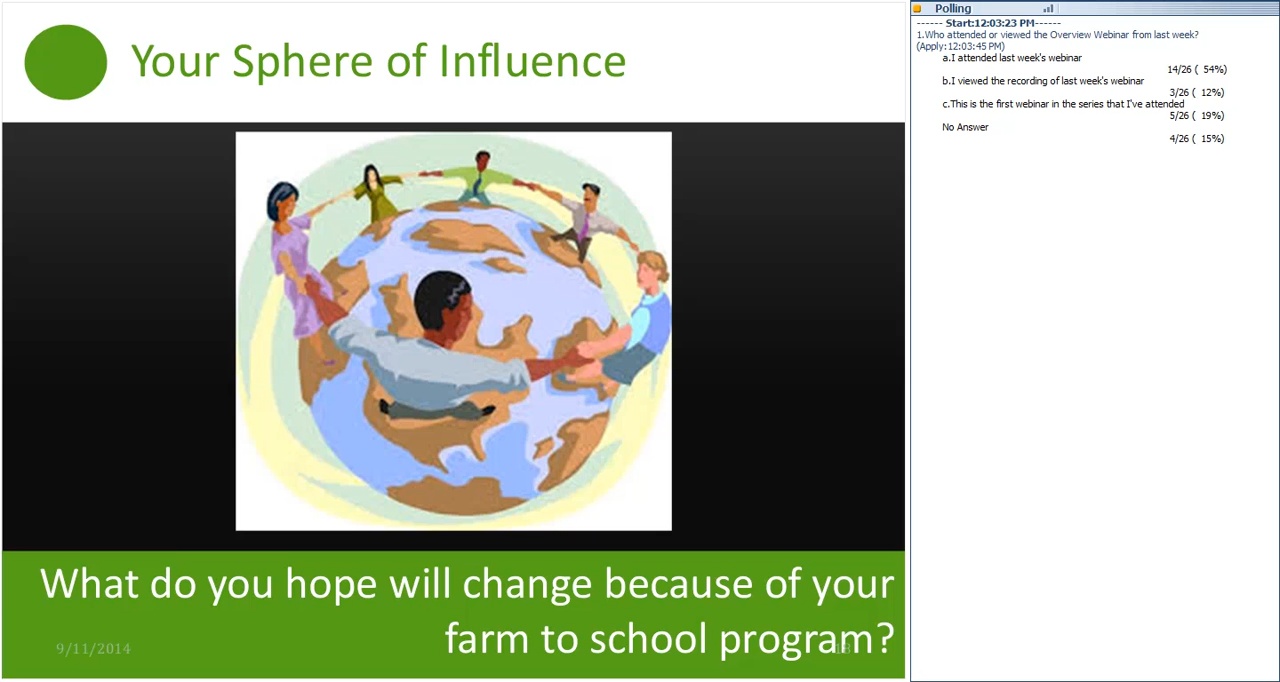 Your Sphere of Influence
What do you hope will change because of your
farm to school program?
9/11/2014
18
Polling
------ Start:12:03:23 PM------
1.Who attended or viewed the Overview Webinar from last week?
(Apply:12:03:45 PM)
a.I attended last week's webinar
14/26 ( 54%)
b.I viewed the recording of last week's webinar
3/26 ( 12%)
c.This is the first webinar in the series that I've attended
5/26 ( 19%)
No Answer
4/26 ( 15%)